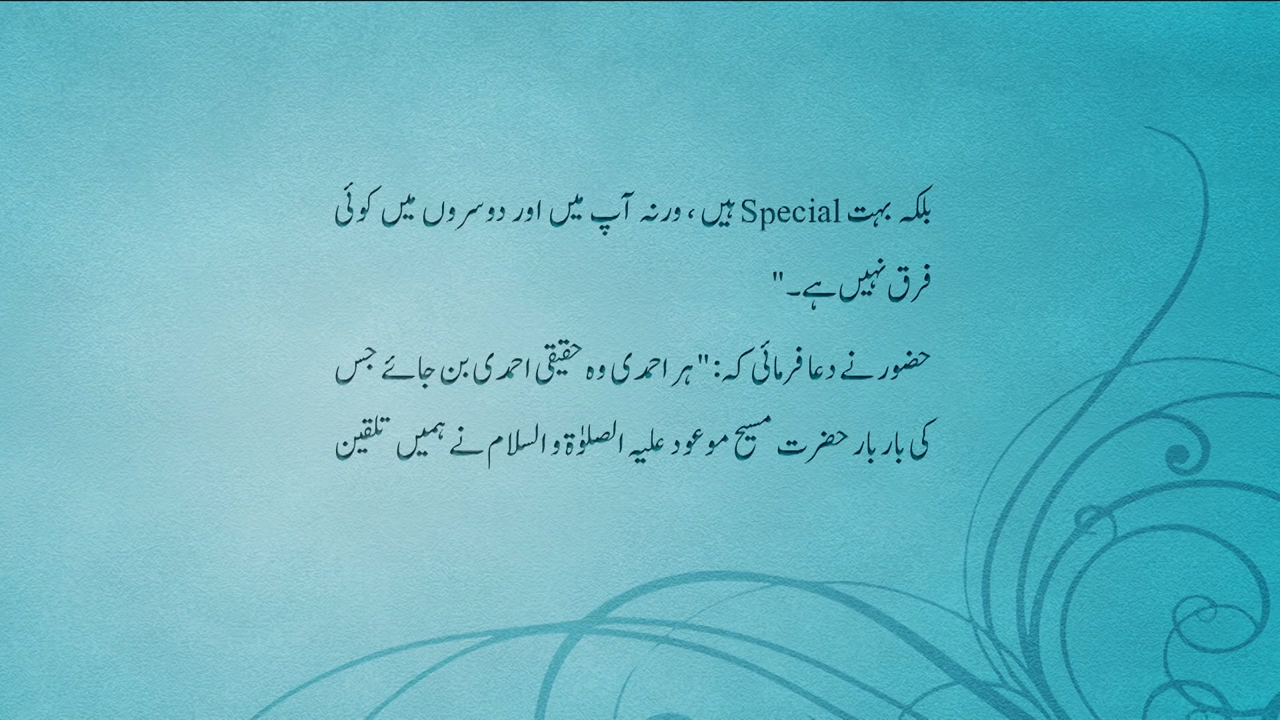 بلکہ بہت Special ہیں، ورنہ آپ میں اور دوسروں میں کوئی
فرق نہیں ہے۔"
حضور نے دعا فرمائی کہ: "ہر احمدی وہ حقیقی احمدی بن جائے جس
کی بار بار حضرت مسیح موعود علیہ الصلوٰۃ والسلام نے ہمیں تلقین